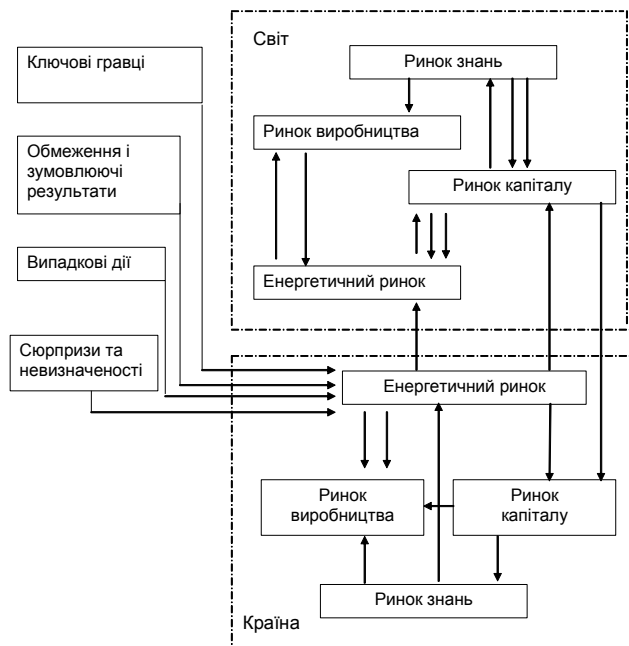 Світ
Ключові гравці
Ринок знань
Ринок виробництва
Обмеження і
зумовлюючі
результати
Ринок капіталу
Випадкові дії
Енергетичний ринок
Сюрпризи та
невизначеності
Енергетичний ринок
Ринок
виробництва
Ринок
капіталу
Ринок знань
Країна